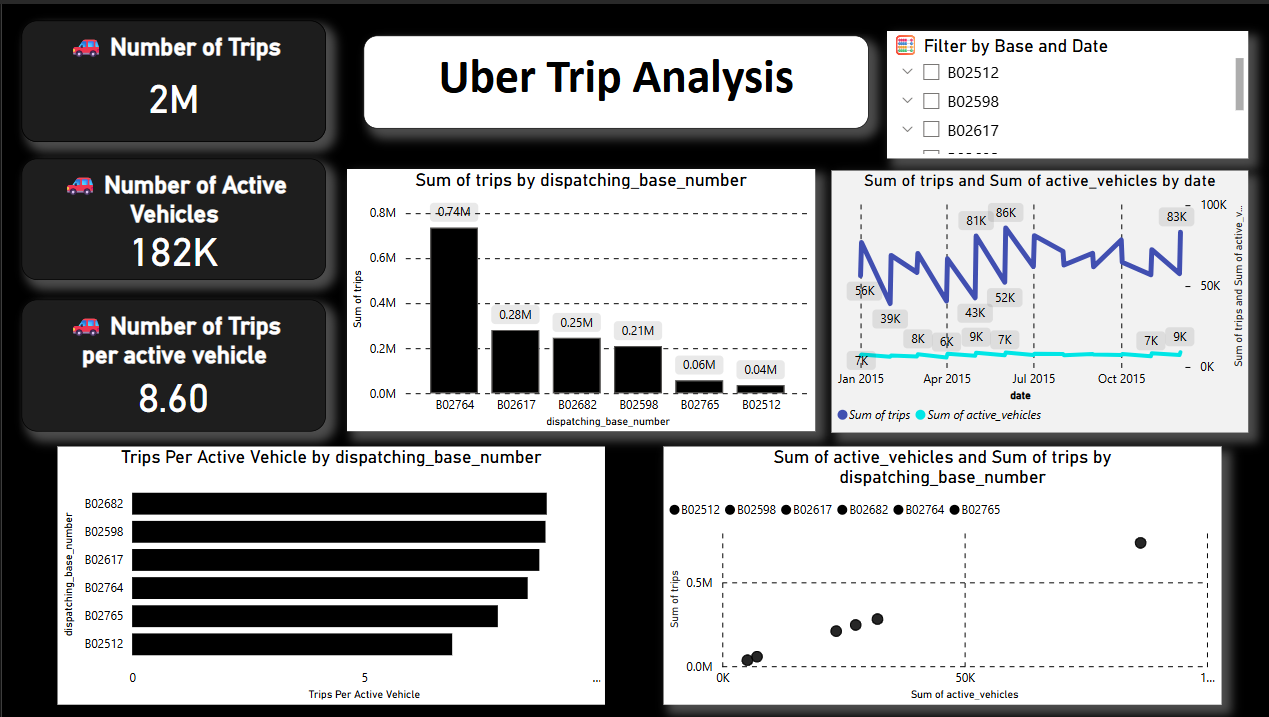 Number of Trips
2M
Uber Trip Analysis
Filter by Base and Date
B02512
B02598
B02617
Number of Active
Vehicles
182K
Number of Trips
per active vehicle
8.60
Sum of trips by dispatching_base_number
Sum of trips
0.8M
0.6M
0.4M
0.2M
0.0M
0.74M
0.28M
0.25M
0.21M
0.06M
0.04M
B02764
B02617
B02682
B02598
B02765
B02512
dispatching_base_number
Sum of trips and Sum of active_vehicles by date
100K
50K
0K
Sum of trips and Sum of active_v...
81K
86K
83K
56K
39K
43K
52K
8K
6K
9K
7K
7K
9K
7K
Jan 2015
Apr 2015
Jul 2015
Oct 2015
date
Sum of trips
Sum of active_vehicles
Trips Per Active Vehicle by dispatching_base_number
dispatching_base_number
B02682
B02598
B02617
B02764
B02765
B02512
0
5
...
Trips Per Active Vehicle
Sum of active_vehicles and Sum of trips by
dispatching_base_number
B02512 B02598 B02617 B02682 B02764 B02765
Sum of trips
0.5M
0.0M
0K
50K
1...
Sum of active_vehicles